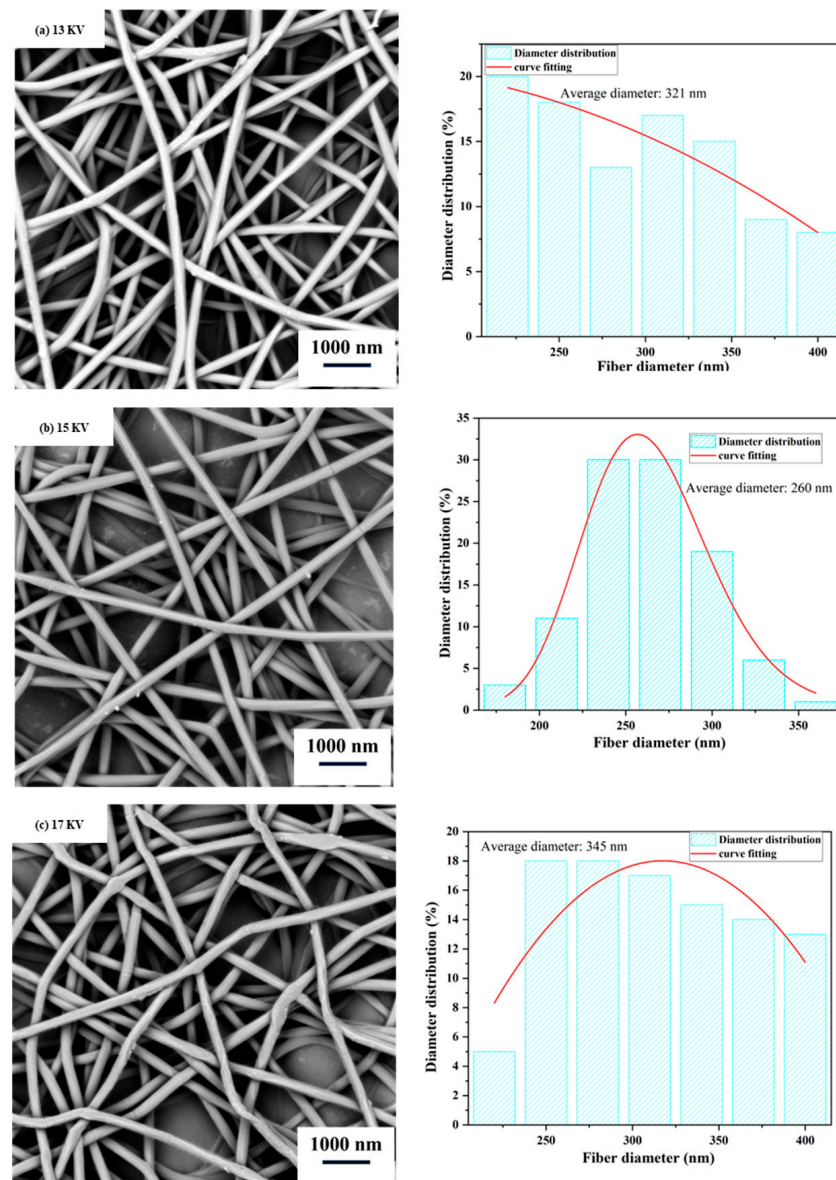 (a) 13 KV
1000 nm
Diameter distribution
curve fitting
Average diameter: 321 nm
Diameter distribution (%)
20
15
10
5
0
250
300
350
400
Fiber diameter (nm)
(b) 15 KV
1000 nm
Diameter distribution
curve fitting
Average diameter: 260 nm
Diameter distribution (%)
35
30
25
20
15
10
5
0
200
250
300
350
Fiber diameter (nm)
(c) 17 KV
1000 nm
Average diameter: 345 nm
Diameter distribution
curve fitting
Diameter distribution (%)
20
18
16
14
12
10
8
6
4
2
0
250
300
350
400
Fiber diameter (nm)